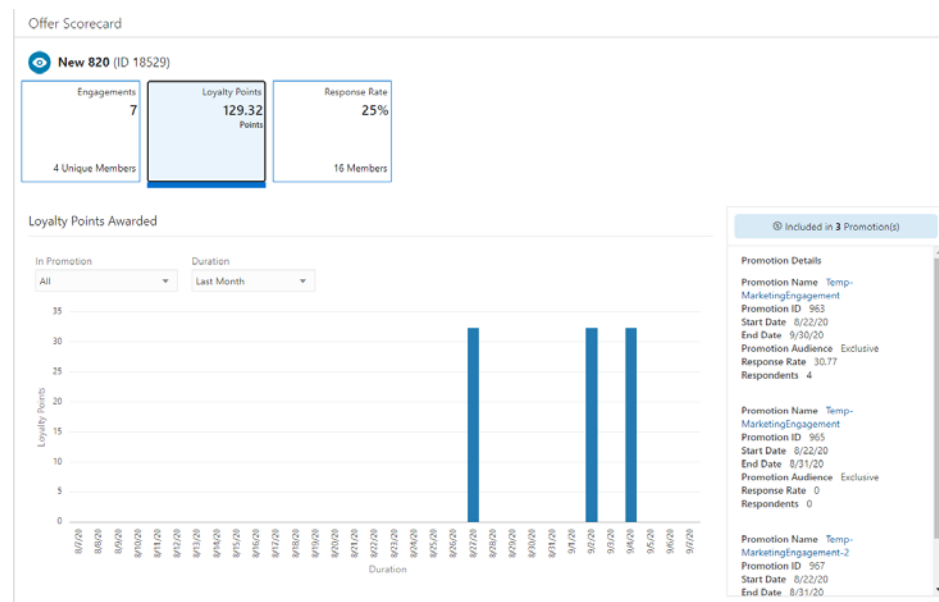 Offer Scorecard
New 820 (ID 18529)
Engagements
7
4 Unique Members
Loyalty Points
129.32
Points
Response Rate
25%
16 Members
Loyalty Points Awarded
In Promotion
All
Duration
Last Month
35
30
25
20
15
10
5
0
Loyalty Points
8/7/20
8/8/20
8/9/20
8/10/20
8/11/20
8/12/20
8/13/20
8/14/20
8/15/20
8/16/20
8/17/20
8/18/20
8/19/20
8/20/20
8/21/20
8/22/20
8/23/20
8/24/20
8/25/20
8/26/20
8/27/20
8/28/20
8/29/20
8/30/20
8/31/20
9/1/20
9/2/20
9/3/20
9/4/20
9/5/20
9/6/20
9/7/20
Duration
Included in 3 Promotion(s)
Promotion Details
Promotion Name Temp-
MarketingEngagement
Promotion ID 963
Start Date 8/22/20
End Date 9/30/20
Promotion Audience Exclusive
Response Rate 30.77
Respondents 4
Promotion Name Temp-
MarketingEngagement
Promotion ID 965
Start Date 8/22/20
End Date 8/31/20
Promotion Audience Exclusive
Response Rate 0
Respondents 0
Promotion Name Temp-
MarketingEngagement-2
Promotion ID 967
Start Date 8/22/20
End Date 8/31/20